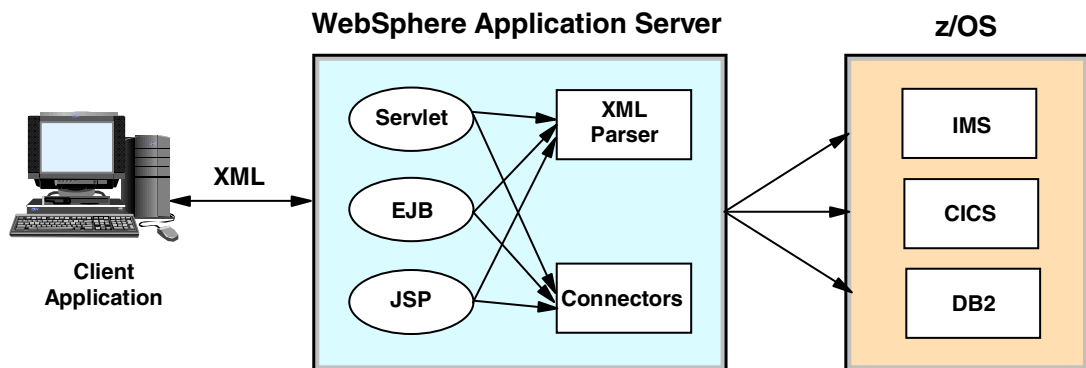 WebSphere Application Server
z/OS
Servlet
XML
Parser
IMS
XML
EJB
CICS
Client
Application
JSP
Connectors
DB2